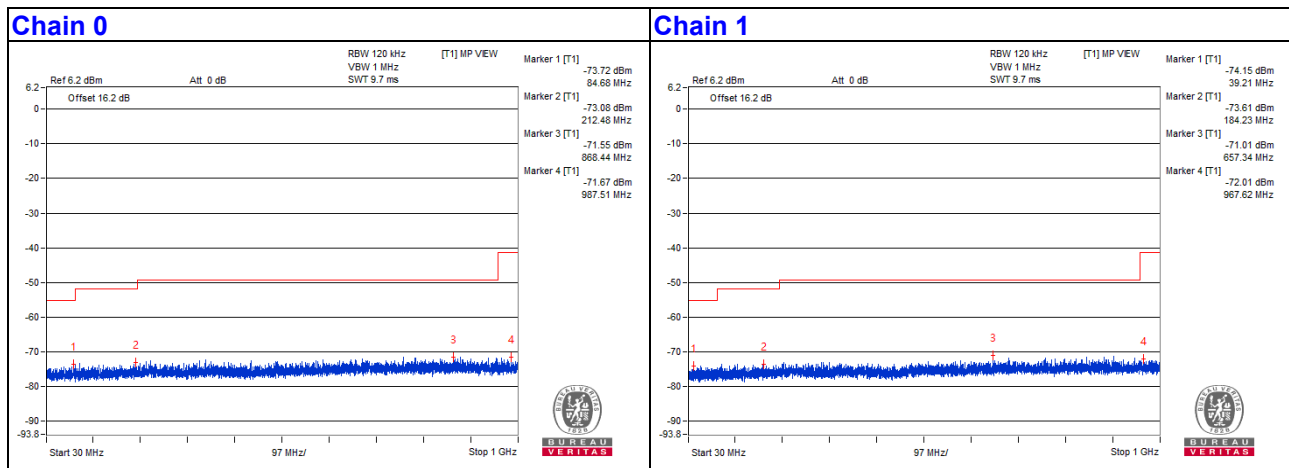 Chain 0
RBW 120 kHz [T1] MP VIEW
VBW 1 MHz
Ref 6.2 dBm Att 0 dB SWT 9.7 ms
Marker 1 [T1]
-73.72 dBm
84.68 MHz
Marker 2 [T1]
-73.08 dBm
212.48 MHz
Marker 3 [T1]
-71.55 dBm
868.44 MHz
Marker 4 [T1]
-71.67 dBm
987.51 MHz
6.2
Offset 16.2 dB
0
-10
-20
-30
-40
-50
-60
-70
-80
-90
-93.8
1 2 3 4
Start 30 MHz 97 MHz/ Stop 1 GHz
1828
BUREAU
VERITAS
Chain 1
RBW 120 kHz [T1] MP VIEW
VBW 1 MHz
Ref 6.2 dBm Att 0 dB SWT 9.7 ms
Marker 1 [T1]
-74.15 dBm
39.21 MHz
Marker 2 [T1]
-73.61 dBm
184.23 MHz
Marker 3 [T1]
-71.01 dBm
657.34 MHz
Marker 4 [T1]
-72.01 dBm
967.62 MHz
6.2
Offset 16.2 dB
0
-10
-20
-30
-40
-50
-60
-70
-80
-90
-93.8
1 2 3 4
Start 30 MHz 97 MHz/ Stop 1 GHz
1828
BUREAU
VERITAS